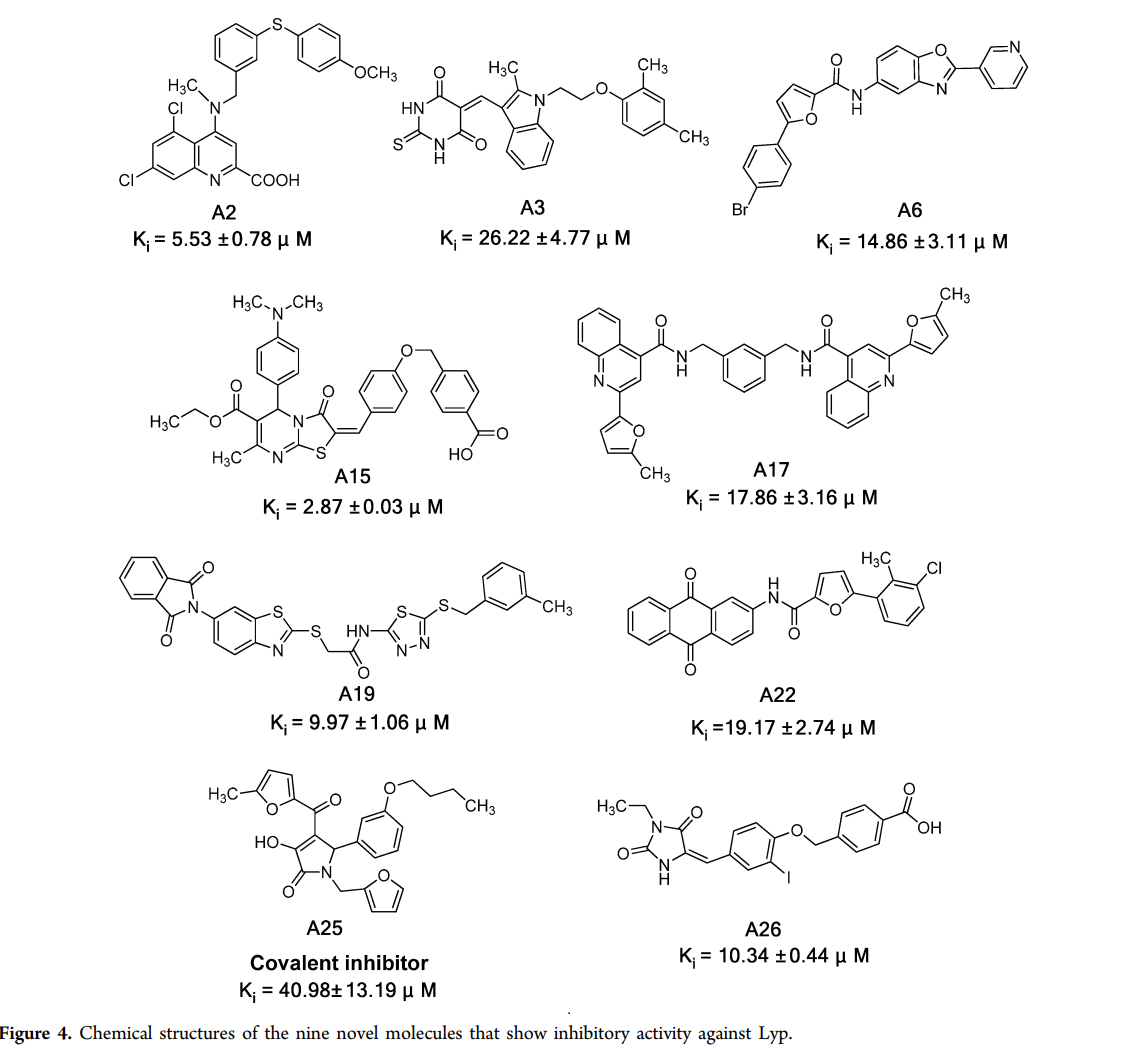 S
OCH3
H3C
N
Cl
Cl
N
COOH
A2
Ki = 5.53 ±0.78 μ M
O
H3C
HN
N
O
CH3
S
N
H
O
CH3
A3
Ki = 26.22 ±4.77 μ M
O
N
O
N
H
N
O
Br
A6
Ki = 14.86 ±3.11 μ M
H3C
N
CH3
O
O
O
O
N
H3C
H3C
N
S
O
HO
A15
Ki = 2.87 ±0.03 μ M
CH3
O
O
O
N
H
N
H
N
N
O
CH3
A17
Ki = 17.86 ±3.16 μ M
O
N
O
S
N
S
HN
O
S
N
N
S
CH3
A19
Ki = 9.97 ±1.06 μ M
O
H
N
O
O
H3C
Cl
O
A22
Ki =19.17 ±2.74 μ M
H3C
O
O
O
CH3
HO
O
N
O
A25
Covalent inhibitor
Ki = 40.98± 13.19 μ M
H3C
N
O
O
N
H
O
I
O
OH
A26
Ki = 10.34 ±0.44 μ M
Figure 4. Chemical structures of the nine novel molecules that show inhibitory activity against Lyp.